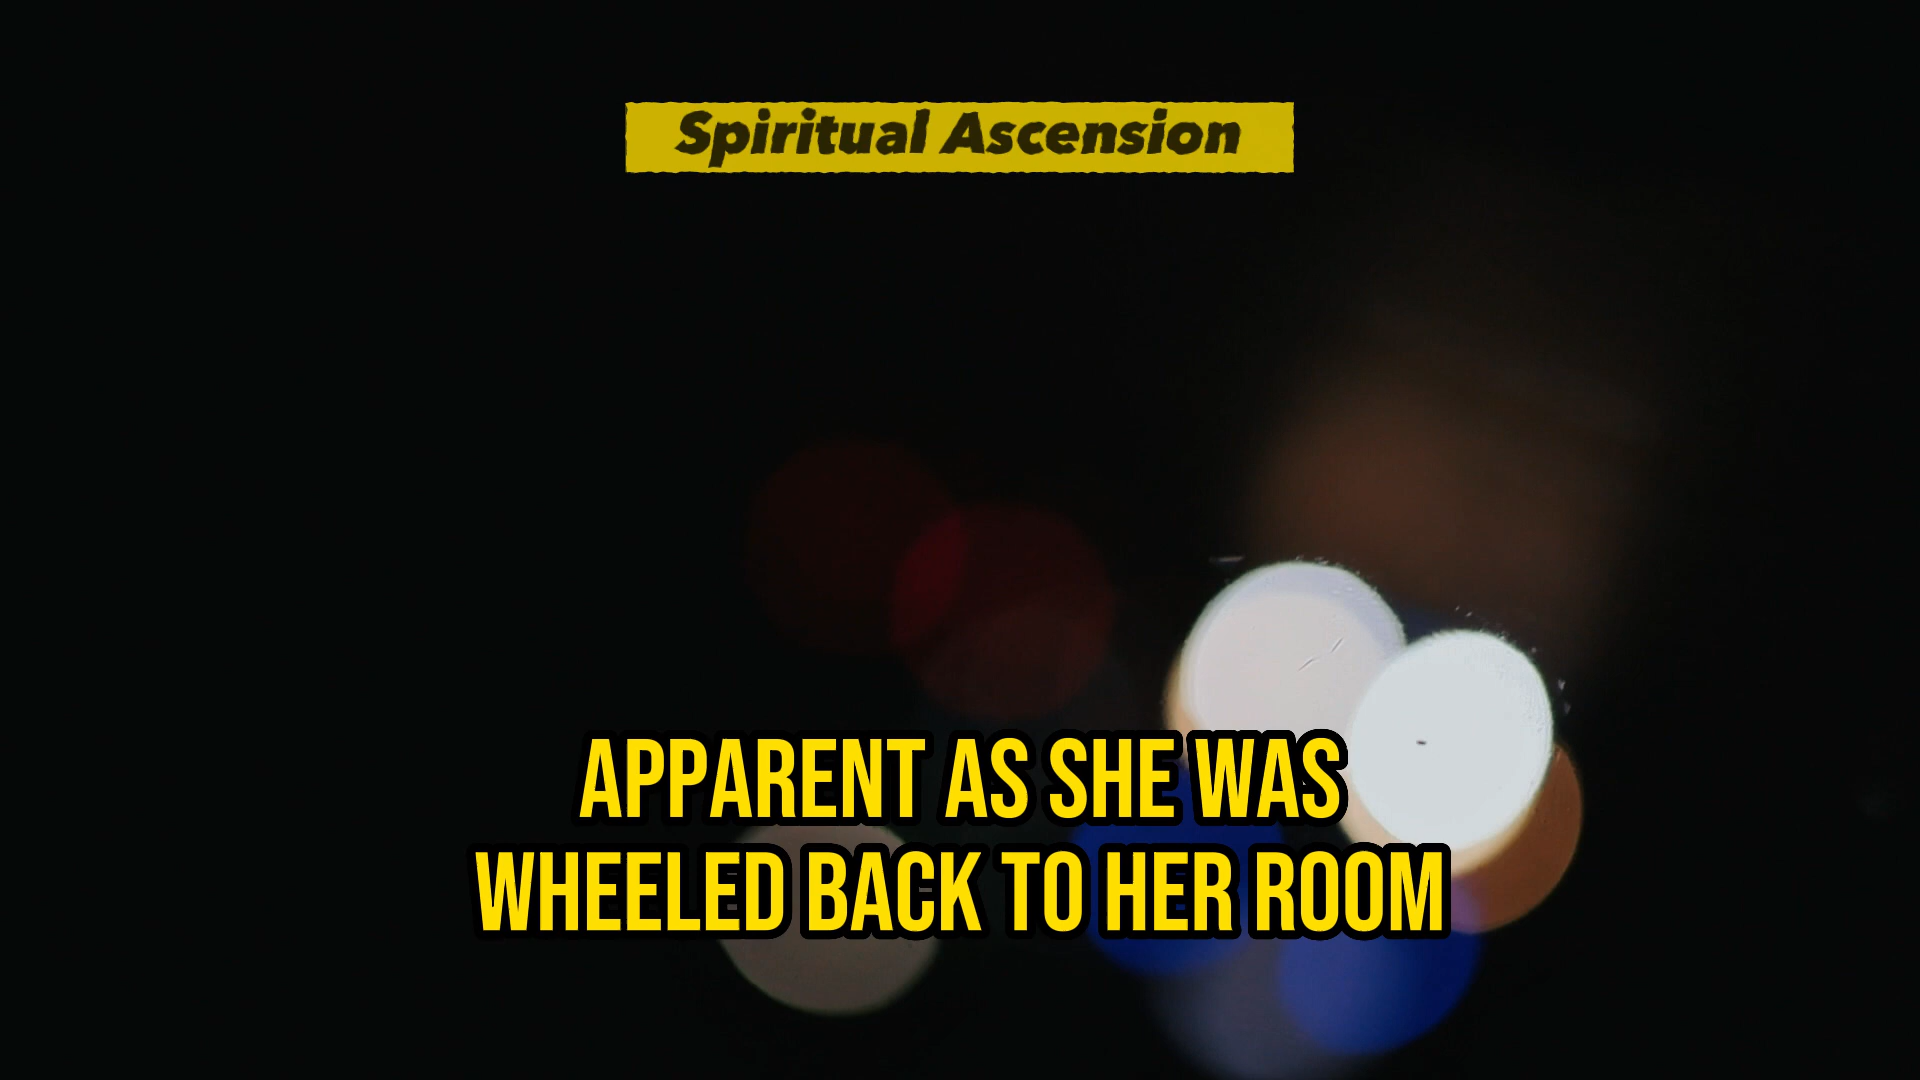 Spiritual Ascension
APPARENT AS SHE WAS
WHEELED BACK TO HER ROOM